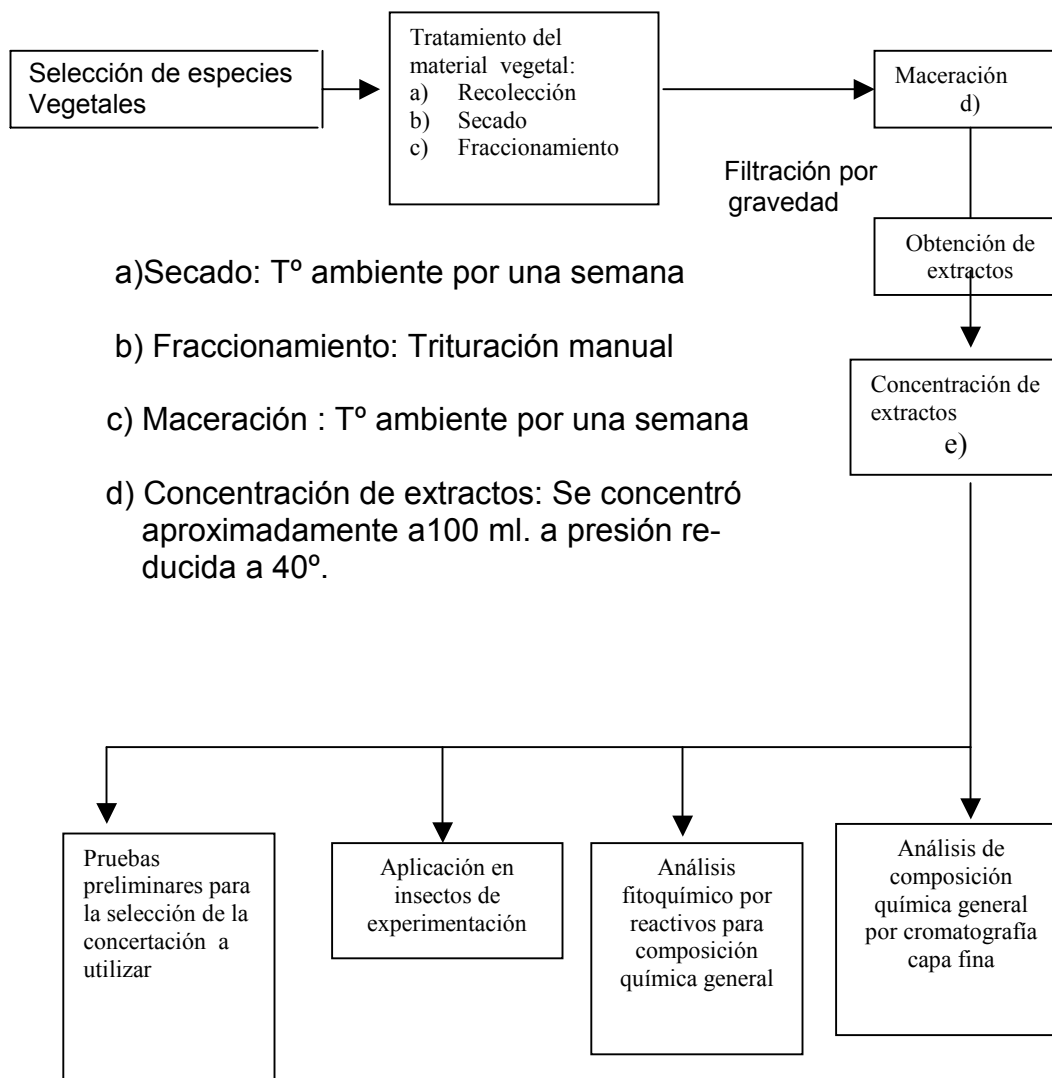 Selección de especies
Vegetales
Tratamiento del
material vegetal:
a) Recolección
b) Secado
c) Fraccionamiento
Maceración
d)
Filtración por
gravedad
Obtención de
extractos
Concentración de
extractos
e)
a)Secado: Tº ambiente por una semana
b) Fraccionamiento: Trituración manual
c) Maceración : Tº ambiente por una semana
d) Concentración de extractos: Se concentró
aproximadamente a100 ml. a presión re-
ducida a 40º.
Pruebas
preliminares para
la selección de la
concertación a
utilizar
Aplicación en
insectos de
experimentación
Análisis
fitoquímico por
reactivos para
composición
química general
Análisis de
composición
química general
por cromatografía
capa fina